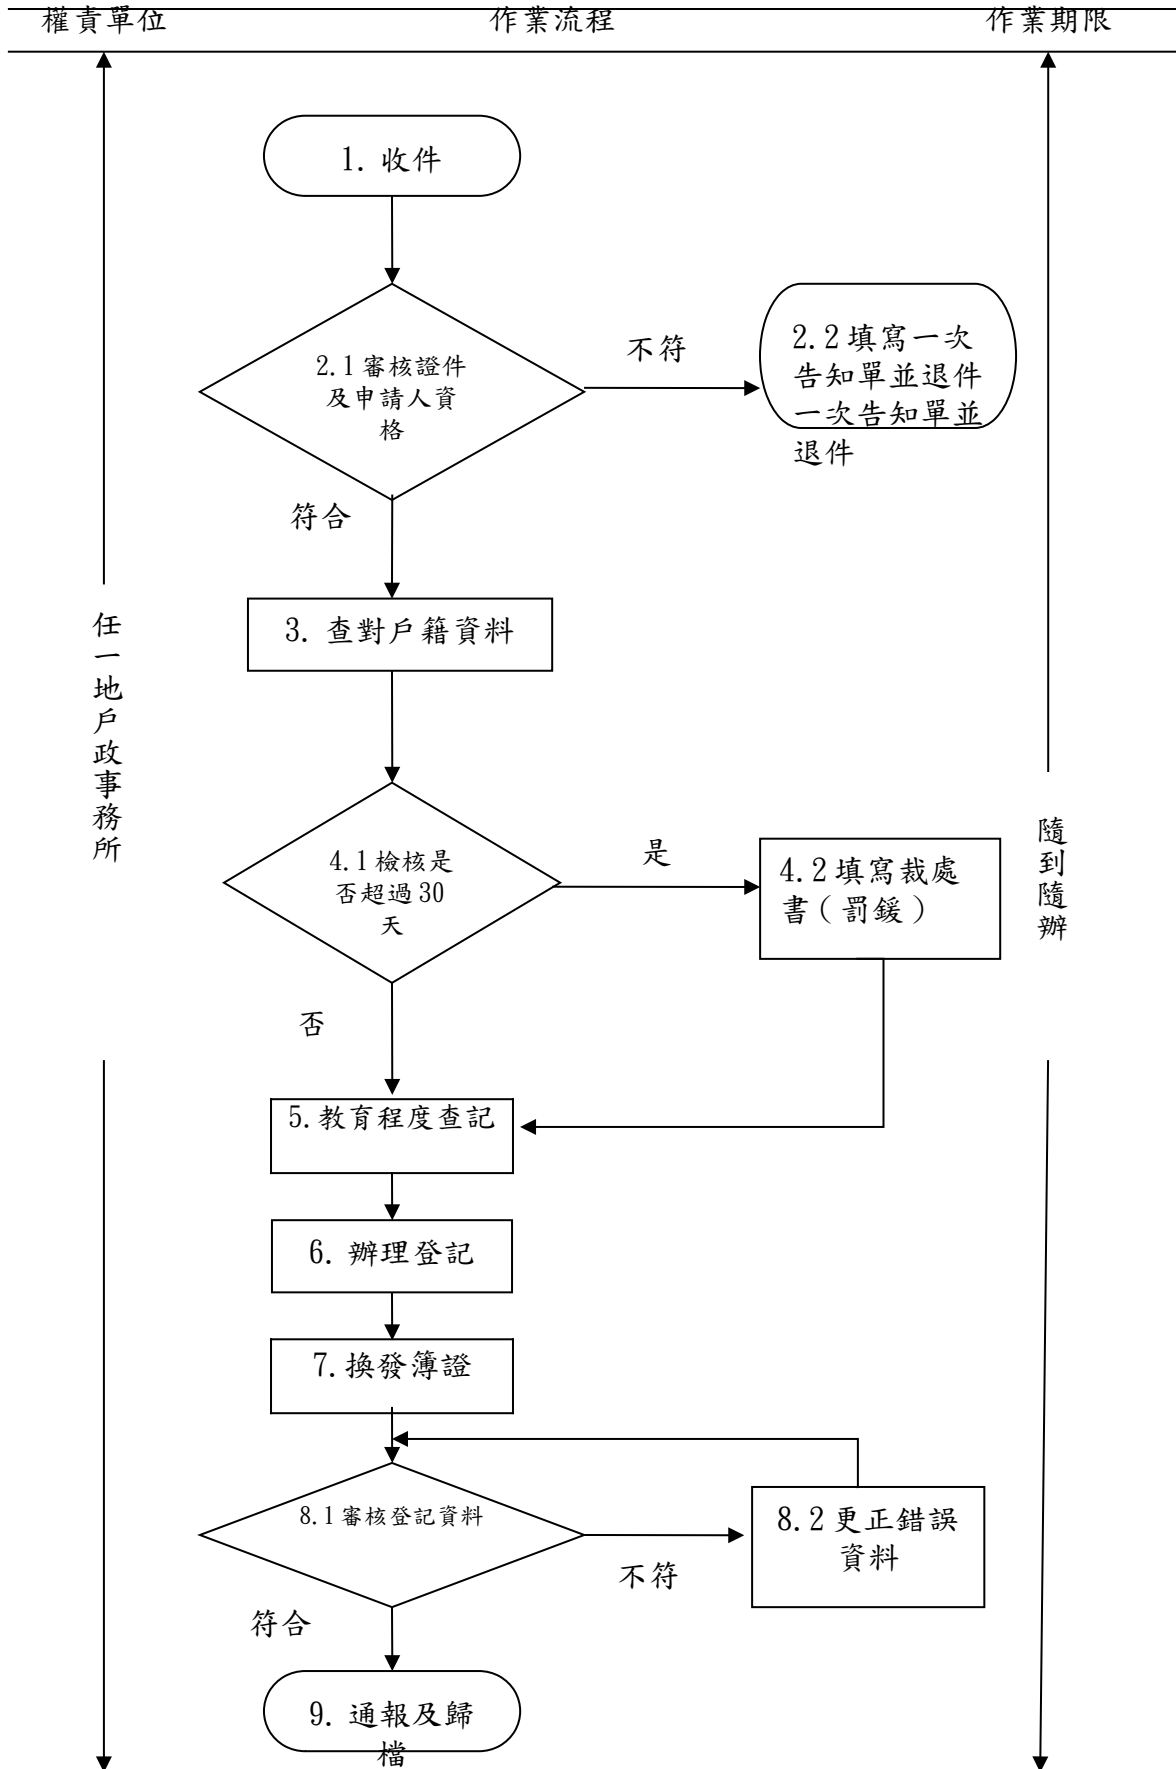 權責單位 作業流程 作業期限
1. 收件
2.1審核證件
及申請人資
格
不符
2.2填寫一次
告知單並退件
一次告知單並
退件
符合
3. 查對戶籍資料
任一地戶政事務所
4.1檢核是
否超過30
天
是
4.2填寫裁處
書(罰鍰)
隨到隨辦
否
5.教育程度查記
6. 辦理登記
7.換發簿證
8.1審核登記資料
不符
8.2更正錯誤
資料
符合
9. 通報及歸
檔